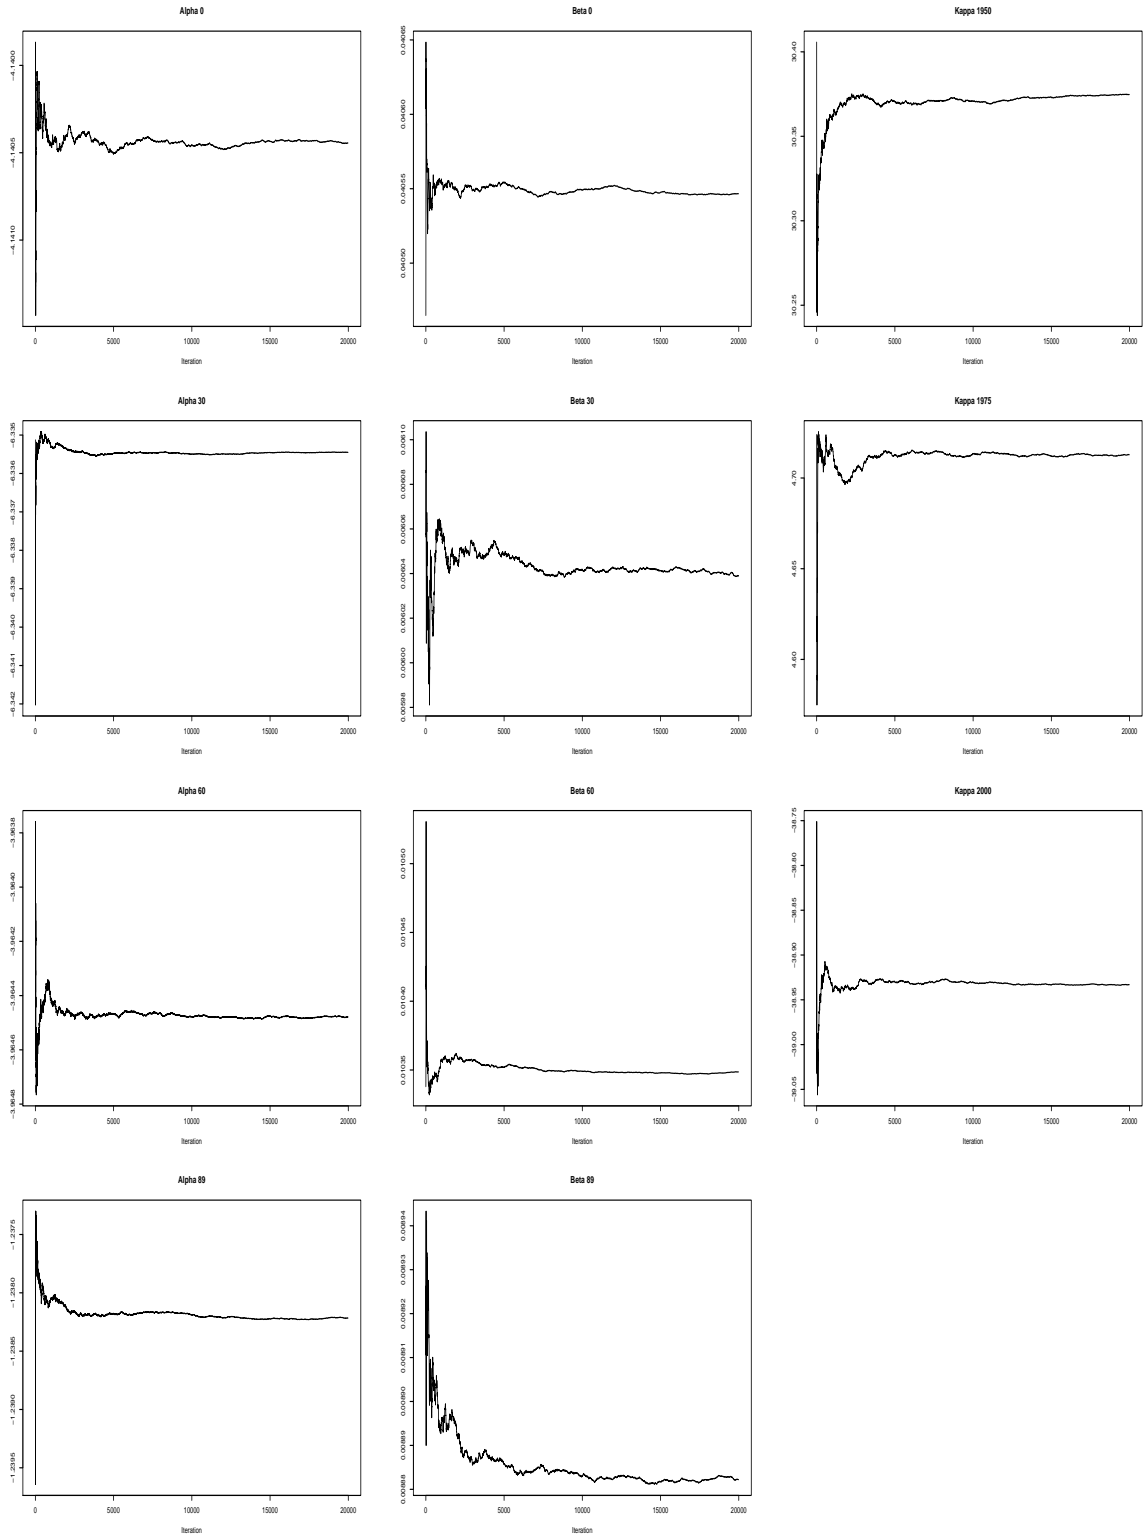 Alpha 0
−4.1400
−4.1405
−4.1410
0 5000 10000 15000 20000
Iteration
Beta 0
0.04065
0.04060
0.04055
0.04050
0 5000 10000 15000 20000
Iteration
Kappa 1950
30.40
30.35
30.30
30.25
0 5000 10000 15000 20000
Iteration
Alpha 30
−6.335
−6.336
−6.337
−6.338
−6.339
−6.340
−6.341
−6.342
0 5000 10000 15000 20000
Iteration
Beta 30
0.00610
0.00608
0.00606
0.00604
0.00602
0.00600
0.00598
0 5000 10000 15000 20000
Iteration
Kappa 1975
4.70
4.65
4.60
0 5000 10000 15000 20000
Iteration
Alpha 60
−3.9638
−3.9640
−3.9642
−3.9644
−3.9646
−3.9648
0 5000 10000 15000 20000
Iteration
Beta 60
0.01050
0.01045
0.01040
0.01035
0 5000 10000 15000 20000
Iteration
Kappa 2000
−38.75
−38.80
−38.85
−38.90
−38.95
−39.00
−39.05
0 5000 10000 15000 20000
Iteration
Alpha 89
−1.2375
−1.2380
−1.2385
−1.2390
−1.2395
0 5000 10000 15000 20000
Iteration
Beta 89
0.00894
0.00893
0.00892
0.00891
0.00890
0.00889
0.00888
0 5000 10000 15000 20000
Iteration